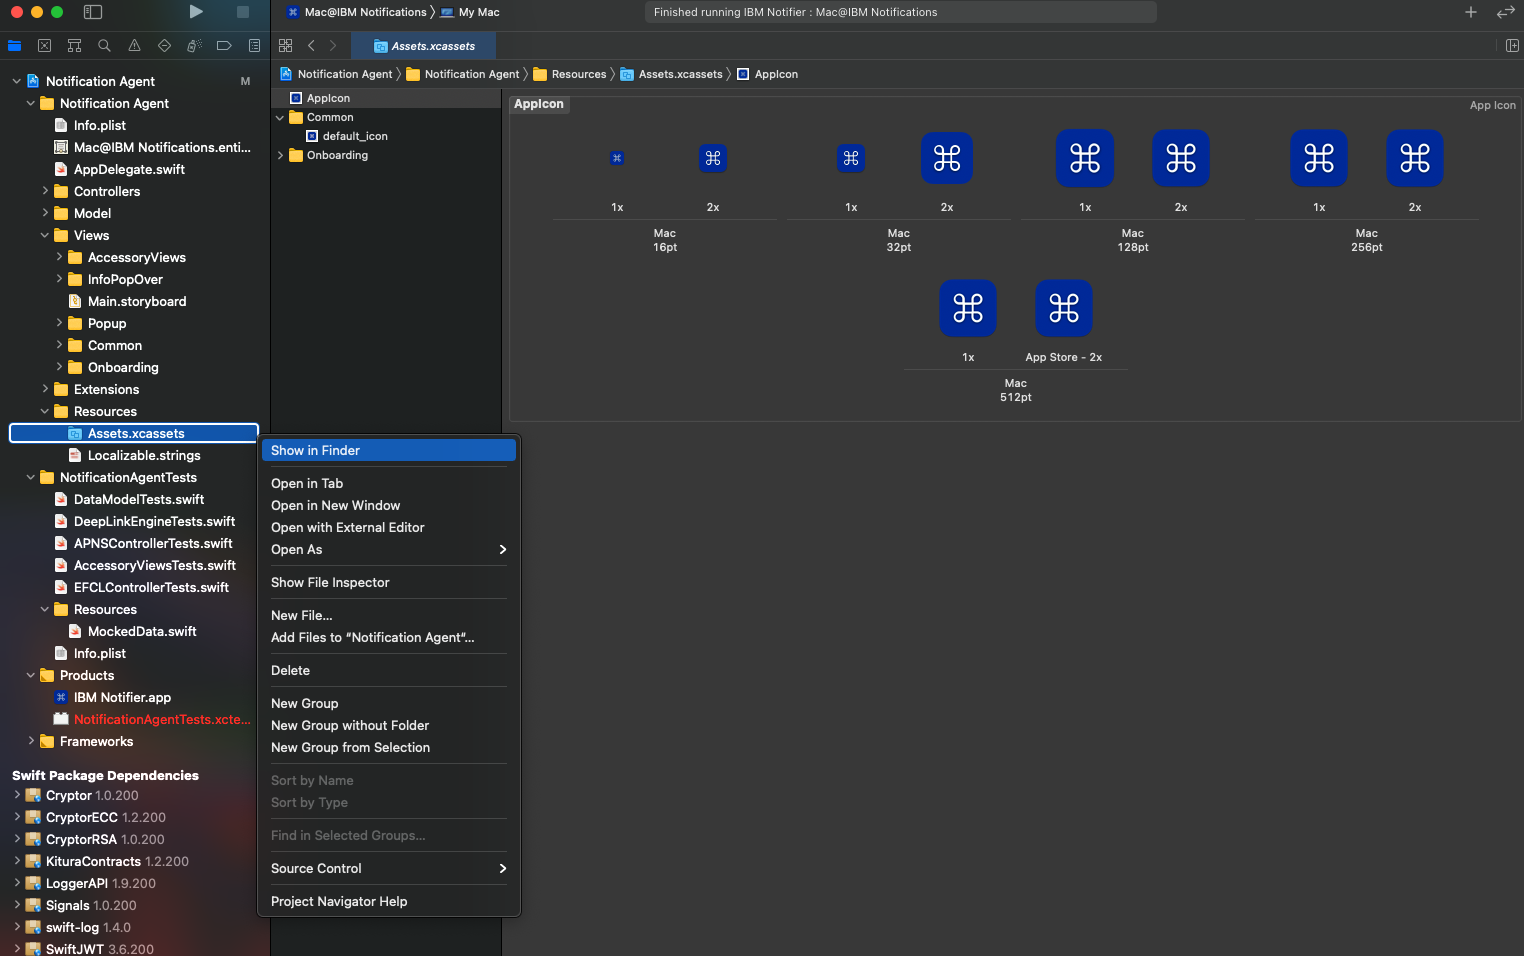 Mac@IBM Notifications
My Mac
Finished running IBM Notifier : Mac@IBM Notifications
Assets.xcassets
Notification Agent
Notification Agent
Resources
Assets.xcassets
AppIcon
Notification Agent
M
Notification Agent
Info.plist
Mac@IBM Notifications.enti...
AppDelegate.swift
Controllers
Model
Views
AccessoryViews
InfoPopOver
Main.storyboard
Popup
Common
Onboarding
Extensions
Resources
Assets.xcassets
Localizable.strings
NotificationAgentTests
DataModelTests.swift
DeepLinkEngineTests.swift
APNSControllerTests.swift
AccessoryViewsTests.swift
EFCLControllerTests.swift
Resources
MockedData.swift
Info.plist
Products
IBM Notifier.app
NotificationAgentTests.xcte...
Frameworks
Swift Package Dependencies
Cryptor 1.0.200
CryptorECC 1.2.200
CryptorRSA 1.0.200
KituraContracts 1.2.200
LoggerAPI 1.9.200
Signals 1.0.200
swift-log 1.4.0
SwiftJWT 3.6.200
AppIcon
Common
default_icon
Onboarding
AppIcon
App Icon
1x
2x
1x
2x
1x
2x
1x
2x
Mac
16pt
Mac
32pt
Mac
128pt
Mac
256pt
1x
App Store - 2x
Mac
512pt
Show in Finder
Open in Tab
Open in New Window
Open with External Editor
Open As
Show File Inspector
New File...
Add Files to “Notification Agent“...
Delete
New Group
New Group without Folder
New Group from Selection
Sort by Name
Sort by Type
Find in Selected Groups...
Source Control
Project Navigator Help